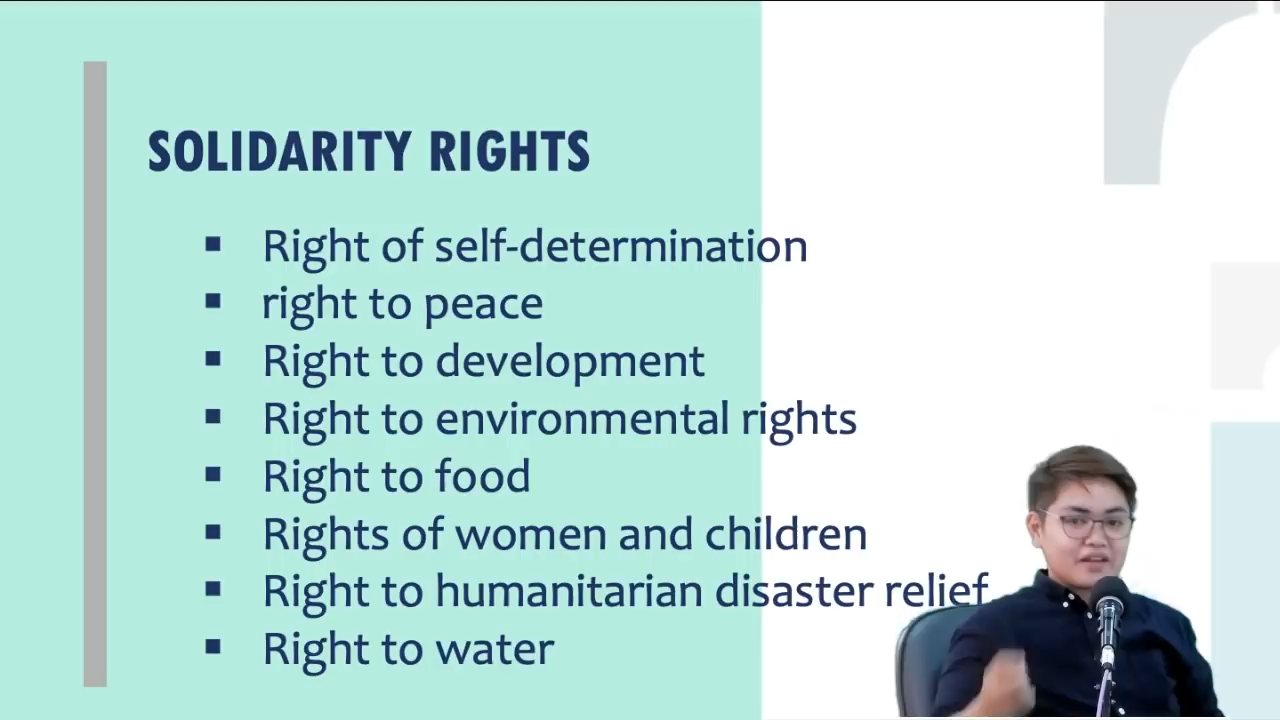 SOLIDARITY RIGHTS
▪ Right of self-determination
▪ right to peace
▪ Right to development
▪ Right to environmental rights
▪ Right to food
▪ Rights of women and children
▪ Right to humanitarian disaster relief
▪ Right to water